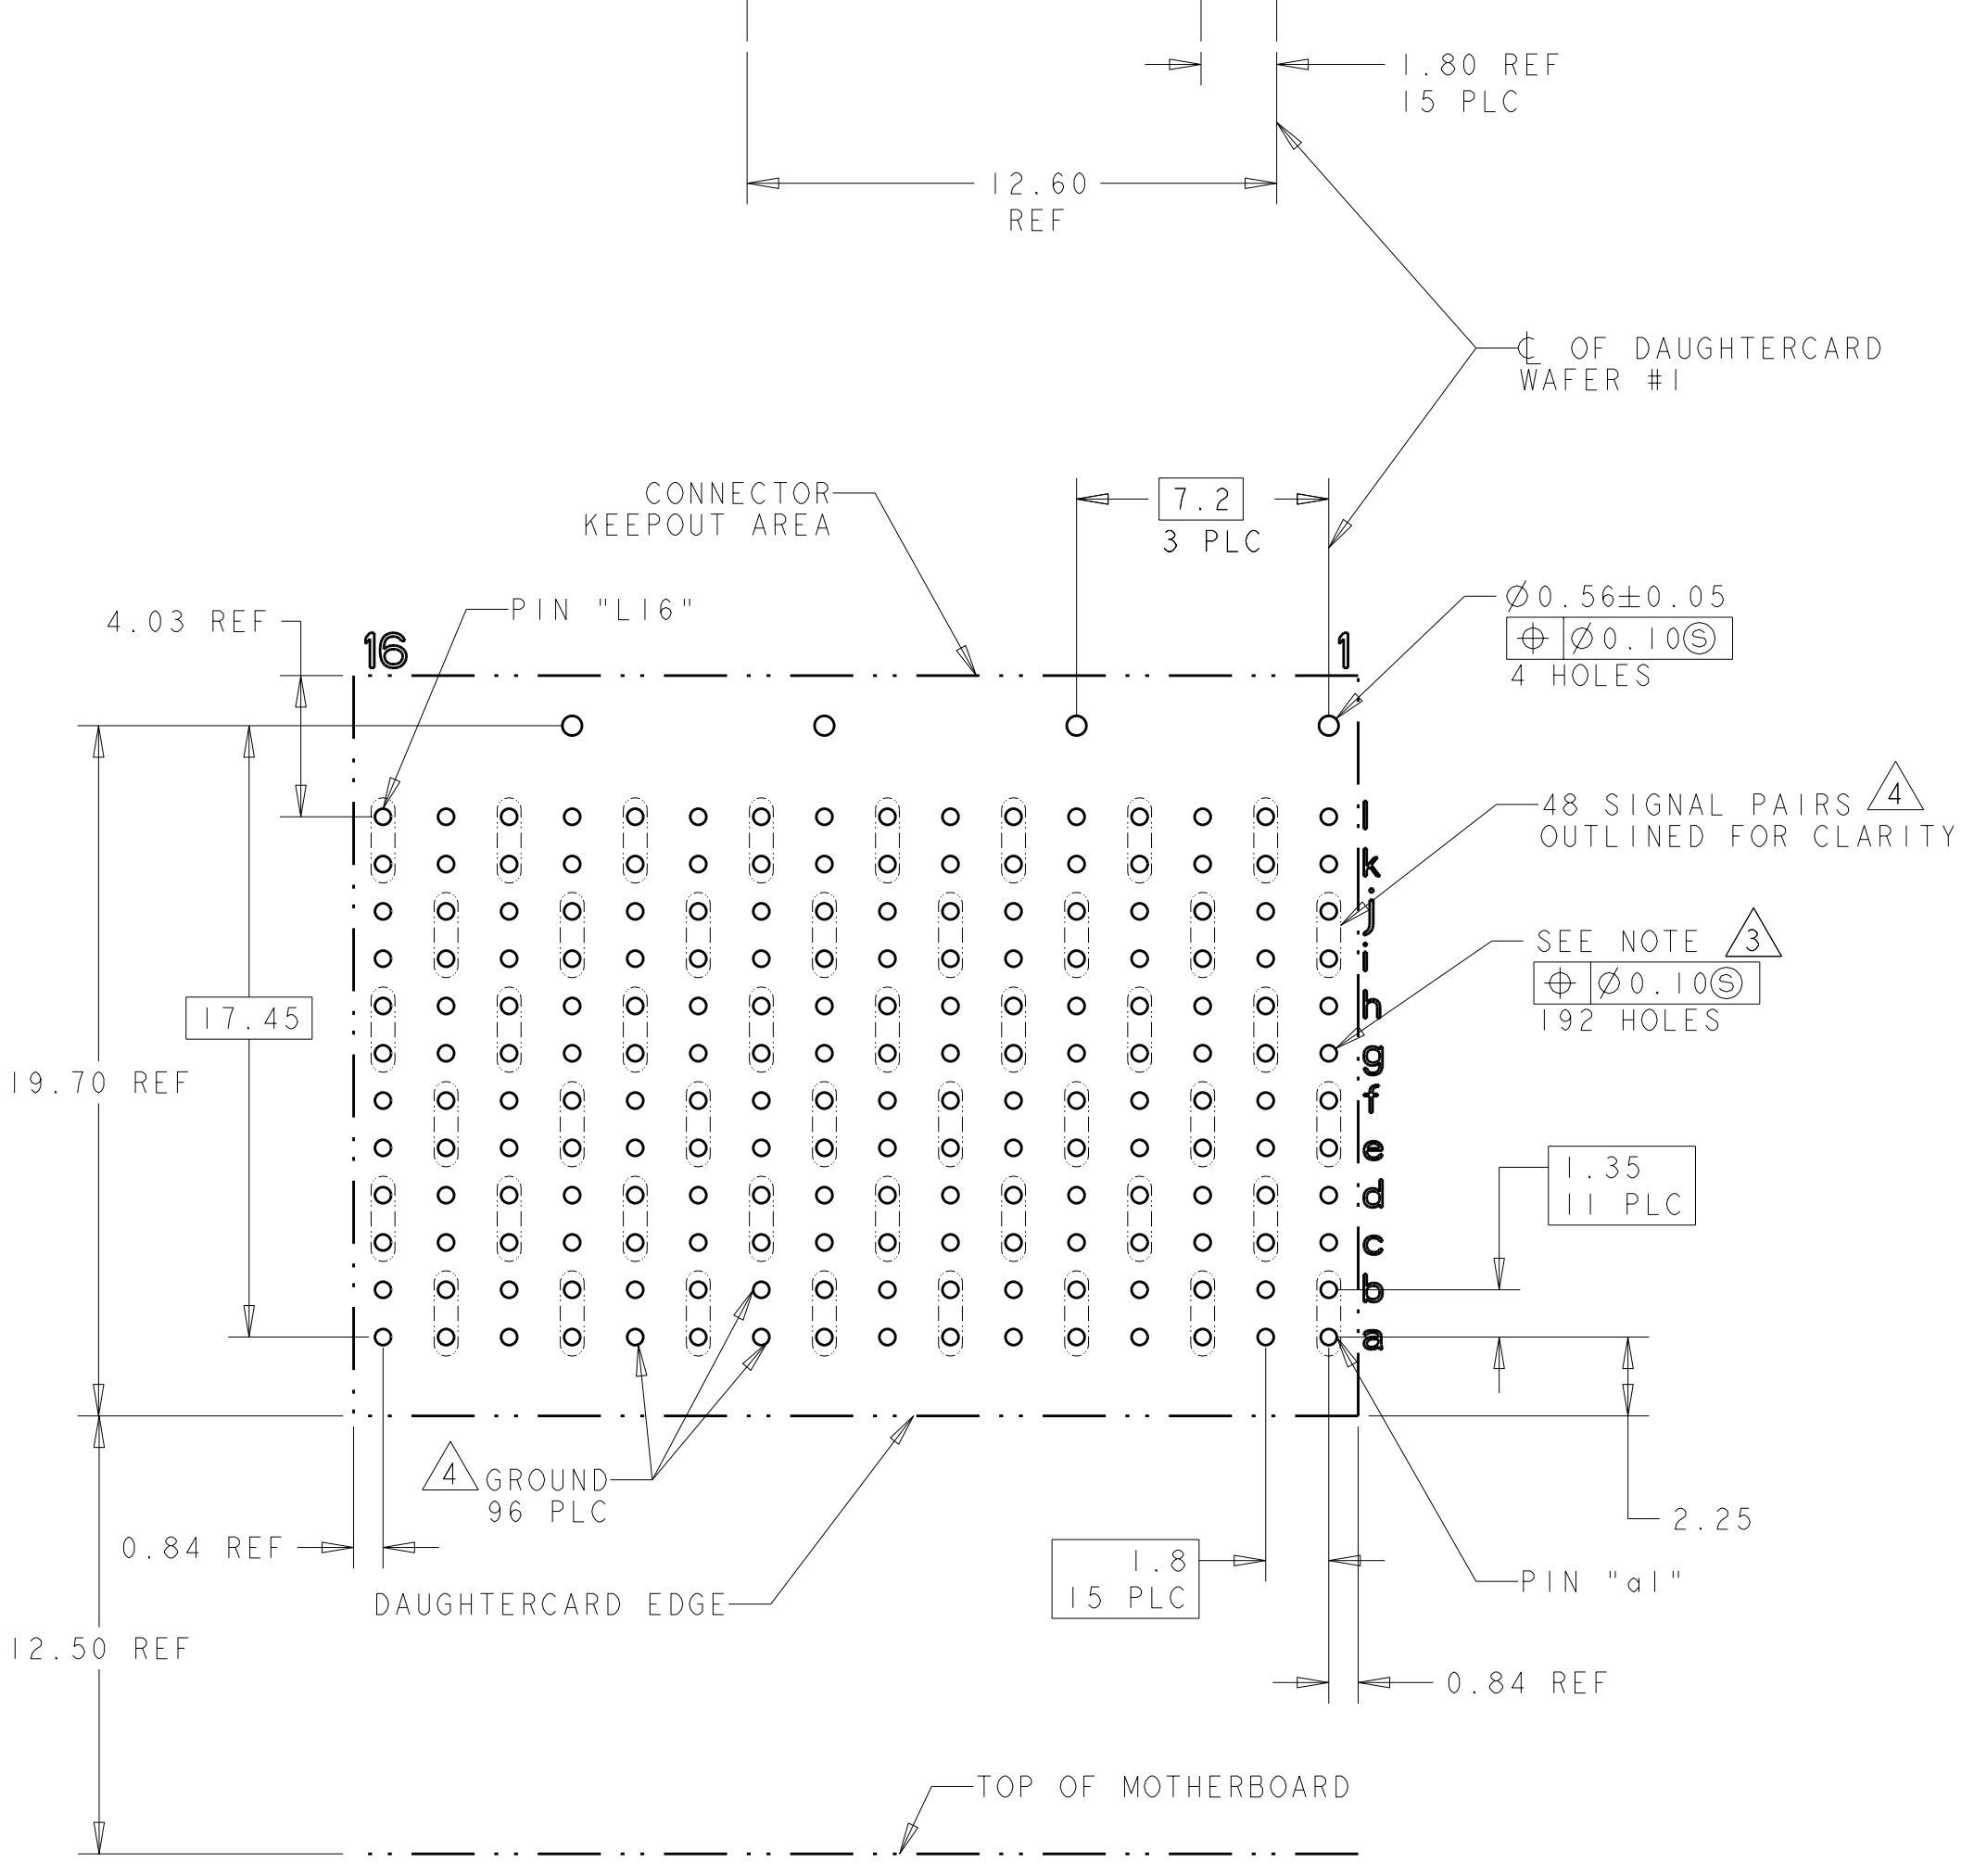 1.80 REF
15 PLC
12.60
REF
℄ OF DAUGHTERCARD
WAFER #1
CONNECTOR
KEEPOUT AREA
7.2
3 PLC
4.03 REF
PIN "L16"
Ø0.56±0.05
⌖ Ø0.10Ⓢ
4 HOLES
16
1
48 SIGNAL PAIRS 4
OUTLINED FOR CLARITY
l
k
j
i
h
g
f
e
d
c
b
a
SEE NOTE 3
⌖ Ø0.10Ⓢ
192 HOLES
17.45
19.70 REF
1.35
11 PLC
4 GROUND
96 PLC
2.25
0.84 REF
1.8
15 PLC
PIN "a1"
DAUGHTERCARD EDGE
12.50 REF
0.84 REF
TOP OF MOTHERBOARD